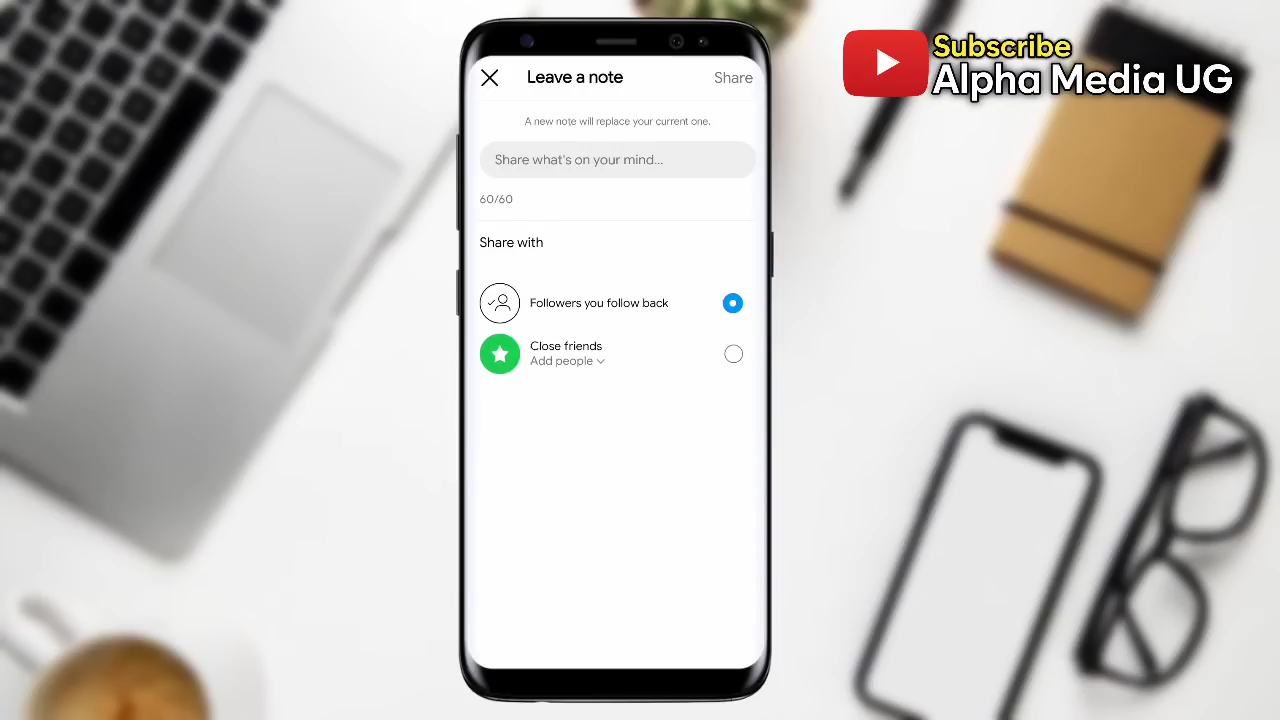 Leave a note
Share
A new note will replace your current one.
Share what's on your mind...
60/60
Share with
Followers you follow back
Close friends
Add people
Subscribe
Alpha Media UG